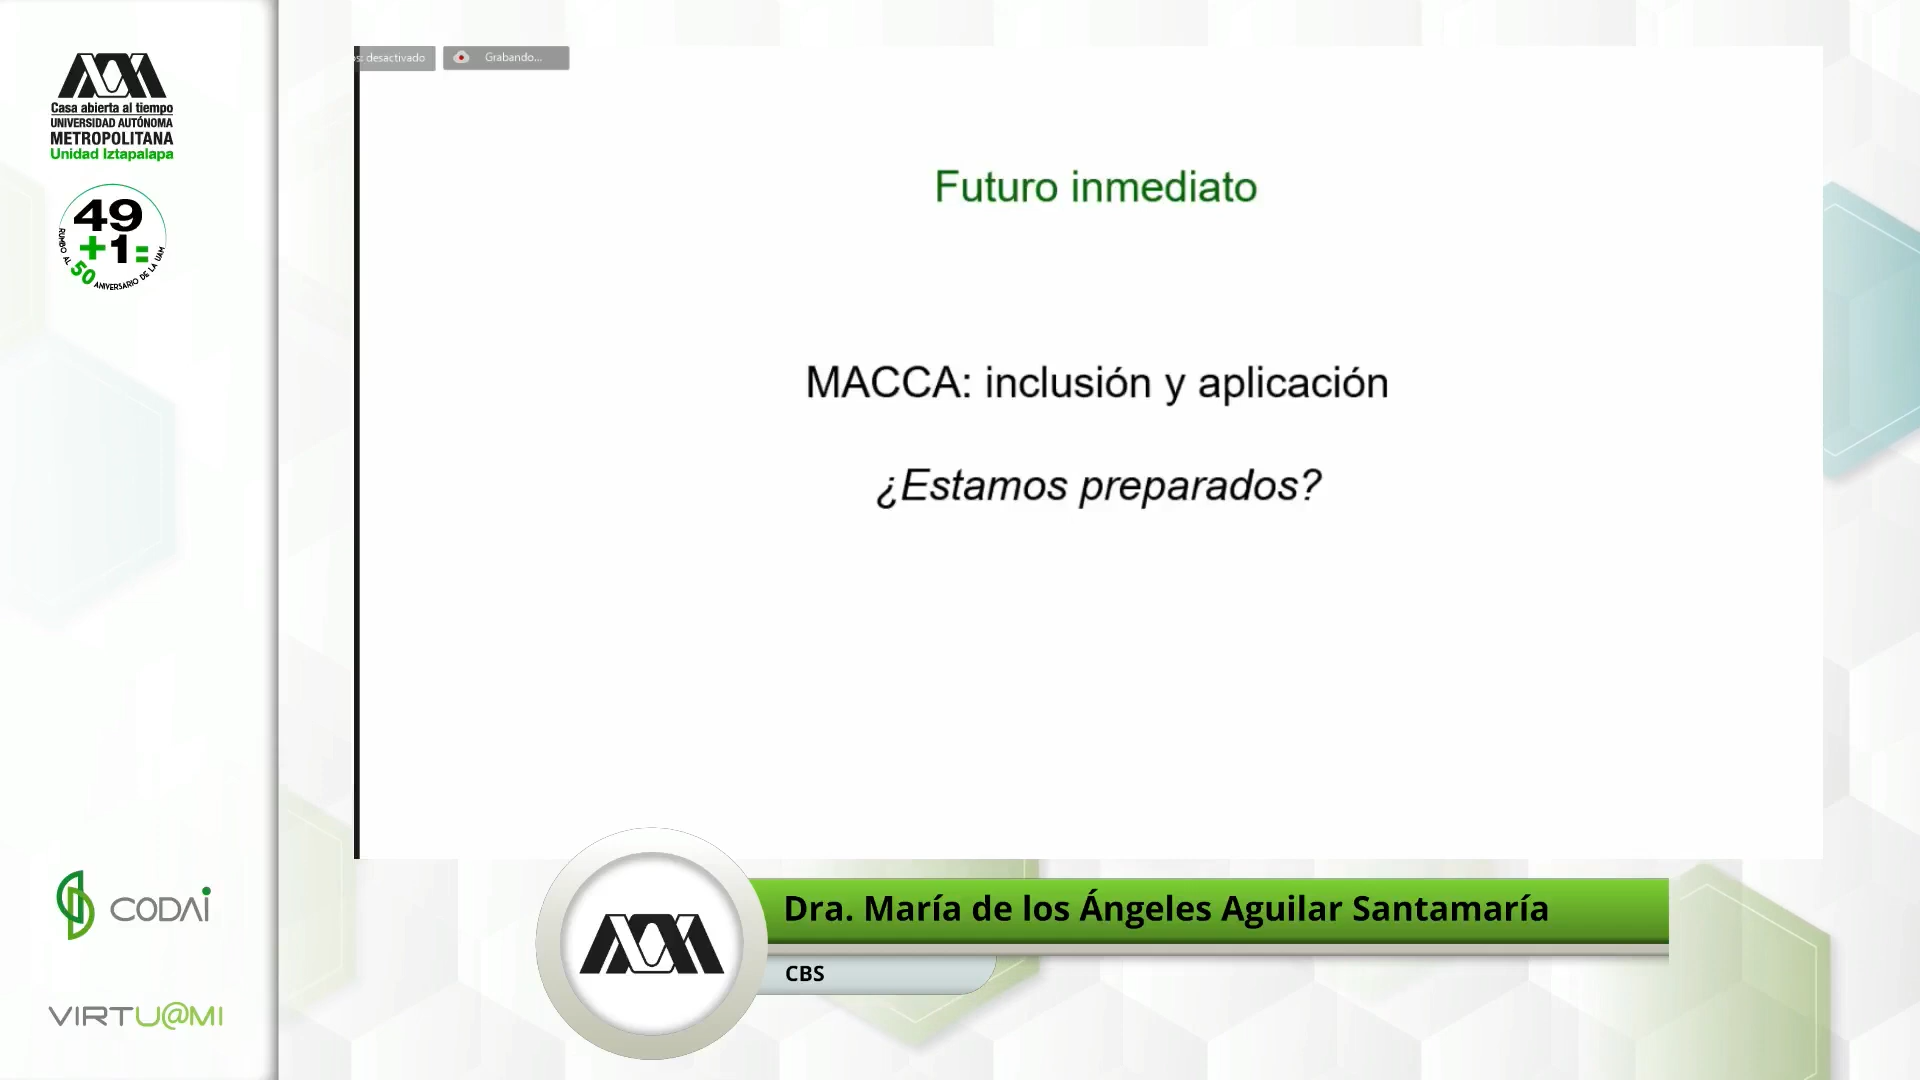 Casa abierta al tiempo
UNIVERSIDAD AUTÓNOMA
METROPOLITANA
Unidad Iztapalapa
49
+1=
RUMBO AL 50 ANIVERSARIO DE LA UAM
desactivado
Grabando...
Futuro inmediato
MACCA: inclusión y aplicación
¿Estamos preparados?
Dra. María de los Ángeles Aguilar Santamaría
CBS
CODAI
VIRTU@MI